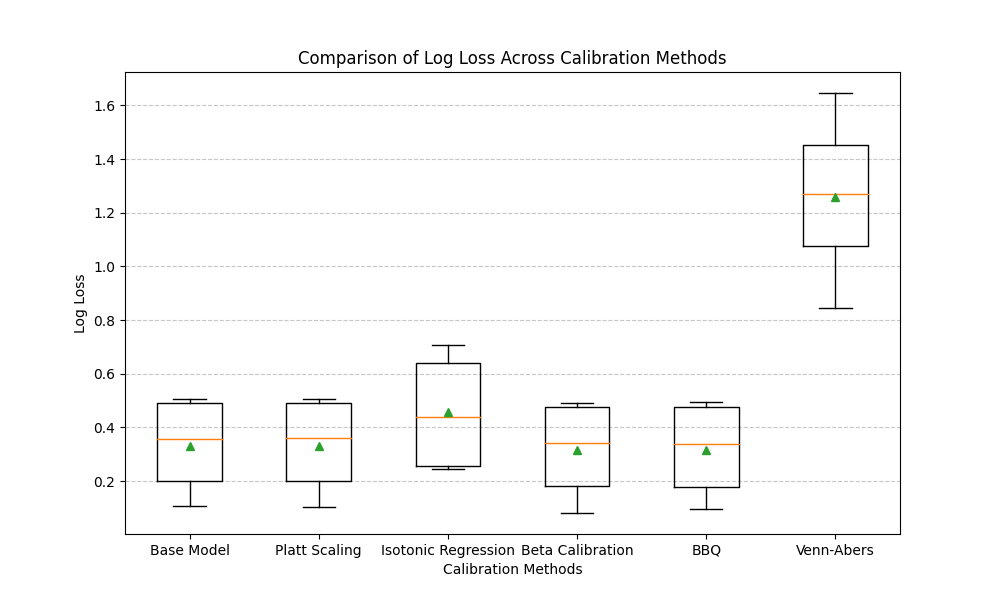 Comparison of Log Loss Across Calibration Methods
Log Loss
1.6
1.4
1.2
1.0
0.8
0.6
0.4
0.2
Base Model Platt Scaling Isotonic Regression Beta Calibration BBQ Venn-Abers
Calibration Methods